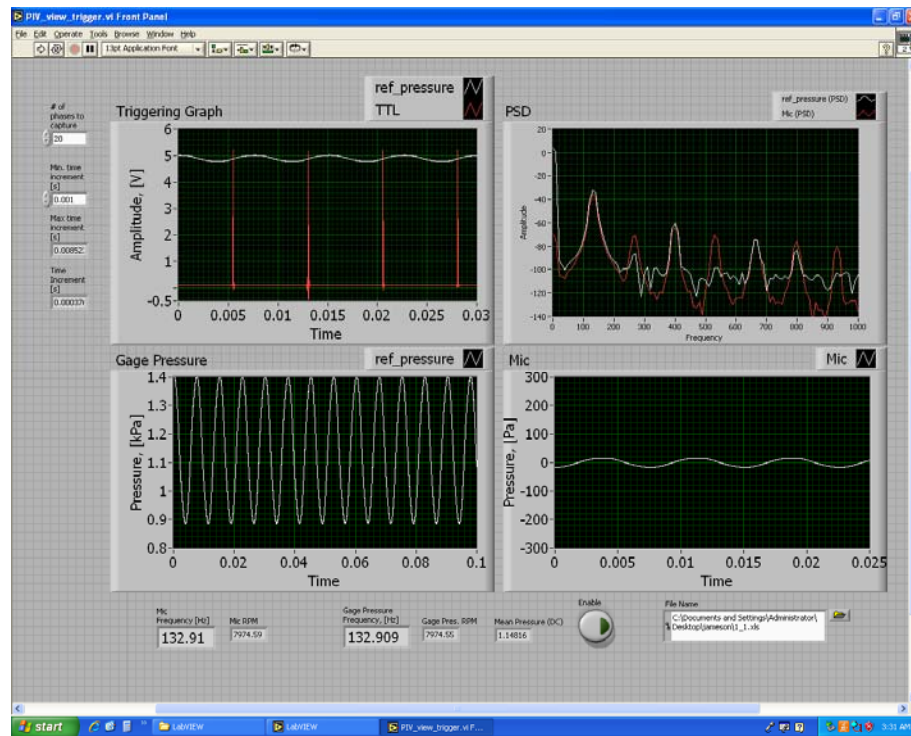 PIV_view_trigger.vi Front Panel
File Edit Operate Tools Browse Window Help
13pt Application Font
# of
phases to
capture
20
Min. time
increment
[s]
0.001
Max time
increment
[s]
0.00852
Time
Increment
[s]
Triggering Graph
ref_pressure
TTL
Amplitude, [V]
6
5
4
3
2
1
-0.5
0 0.005 0.01 0.015 0.02 0.025 0.03
Time
PSD
ref_pressure (PSD)
Mic (PSD)
Amplitude
20
0
-20
-40
-60
-80
-100
-120
-140
0 100 200 300 400 500 600 700 800 900 1000
Frequency
Gage Pressure
ref_pressure
Pressure, [kPa]
1.4
1.3
1.2
1.1
1
0.9
0.8
0 0.02 0.04 0.06 0.08 0.1
Time
Mic
Mic
Pressure, [Pa]
300
200
100
0
-100
-200
-300
0 0.005 0.01 0.015 0.02 0.025
Time
Mic
Frequency [Hz]
132.91
Mic RPM
7974.59
Gage Pressure
Frequency, [Hz]
132.909
Gage Pres. RPM
7974.55
Mean Pressure (DC)
1.14816
Enable
File Name
C:\Documents and Settings\Administrator\
Desktop\jameson\1_1.xls
start
LabVIEW
LabVIEW
PIV_view_trigger.vi F...
3:31 AM